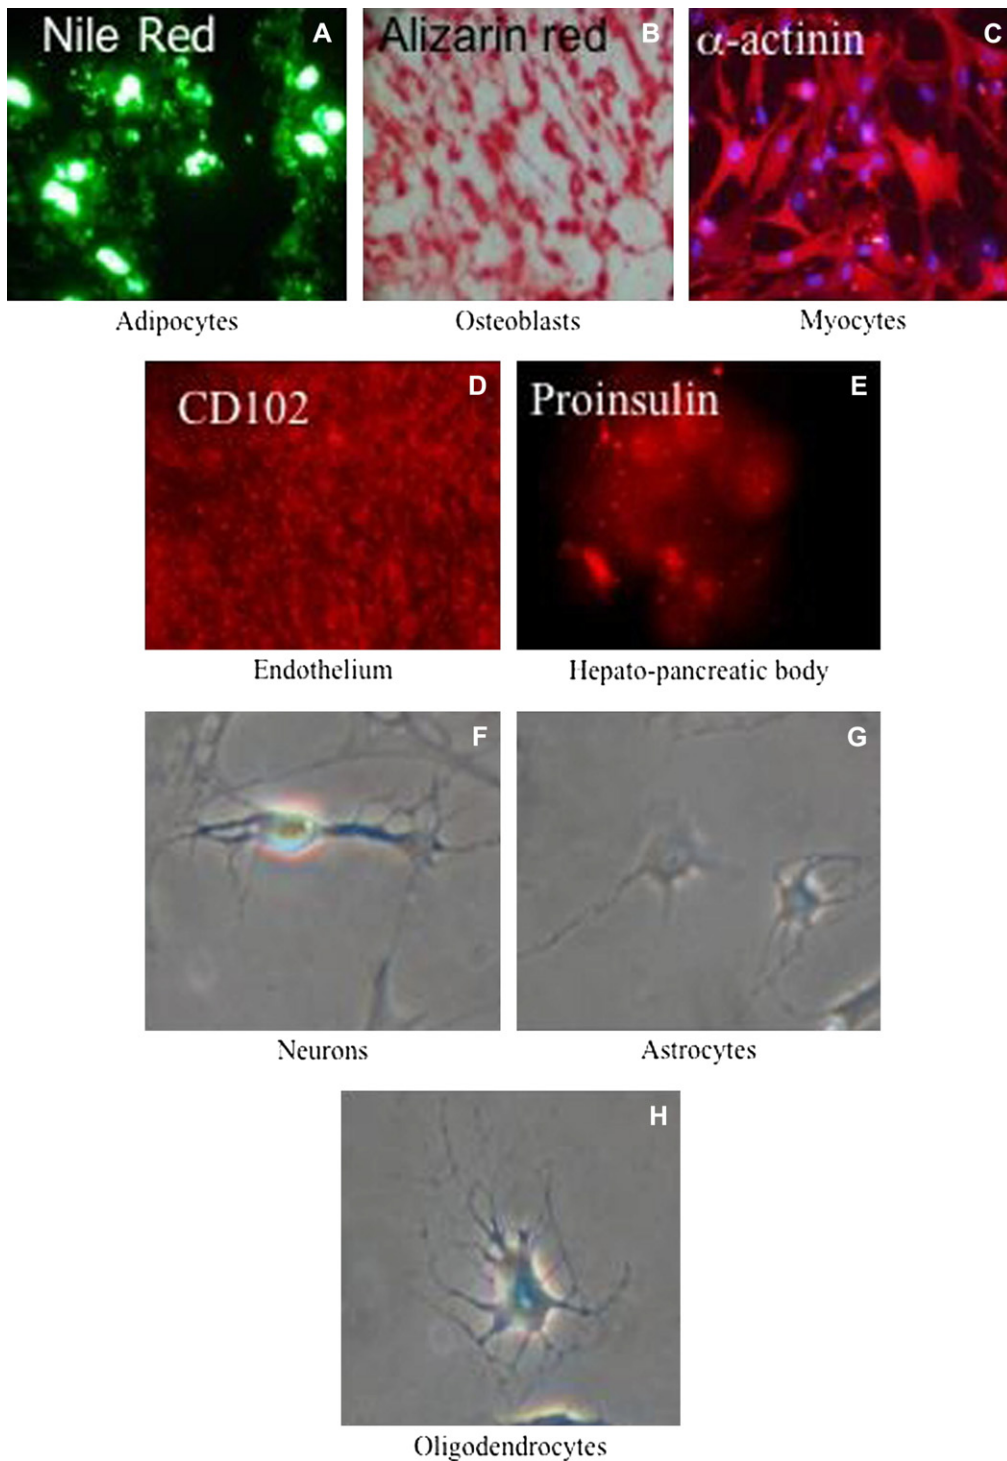 Nile Red A
Alizarin red B
α-actinin C
Adipocytes
Osteoblasts
Myocytes
CD102 D
Proinsulin E
Endothelium
Hepato-pancreatic body
F
G
Neurons
Astrocytes
H
Oligodendrocytes